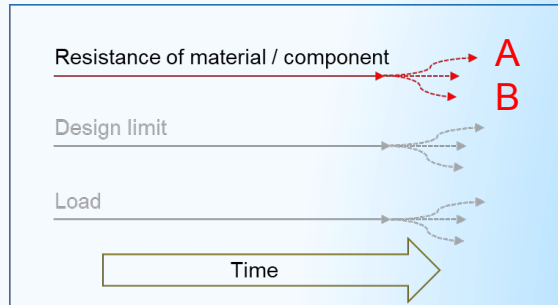 Resistance of material / component
A
B
Design limit
Load
Time